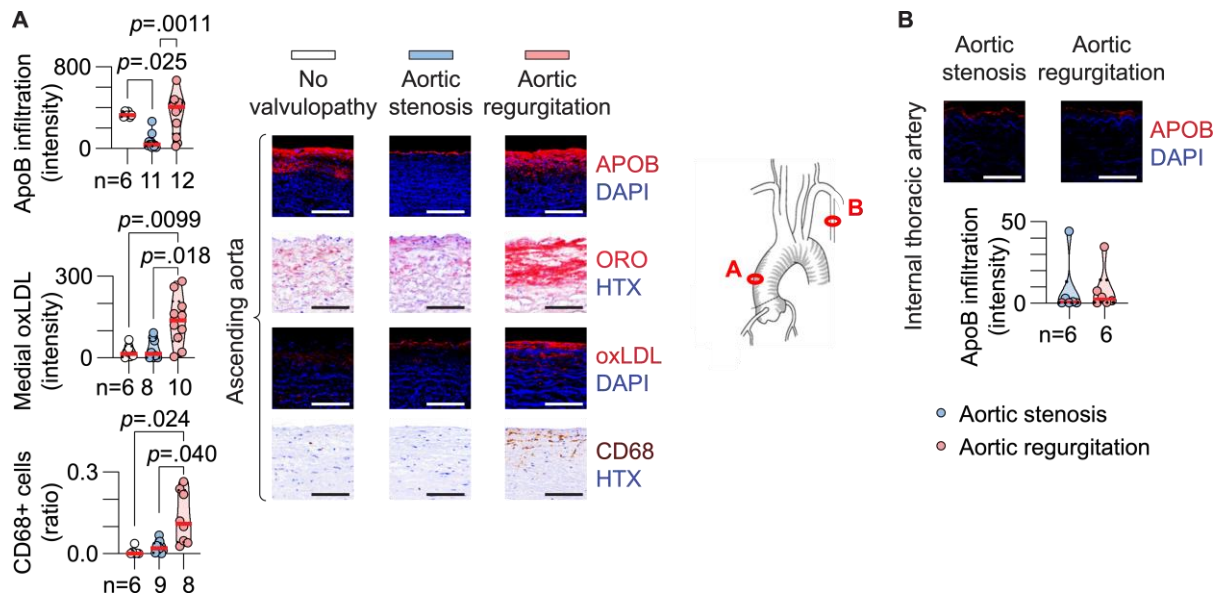 A
p=.0011
p=.025
800
0
ApoB infiltration
(intensity)
n=6 11 12
p=.0099
p=.018
300
0
Medial oxLDL
(intensity)
n=6 8 10
p=.024
p=.040
0.3
0.0
CD68+ cells
(ratio)
n=6 9 8
No
valvulopathy
Aortic
stenosis
Aortic
regurgitation
Ascending aorta
APOB
DAPI
ORO
HTX
oxLDL
DAPI
CD68
HTX
A
B
B
Aortic
stenosis
Aortic
regurgitation
APOB
DAPI
Internal thoracic artery
ApoB infiltration
(intensity)
50
0
n=6 6
Aortic stenosis
Aortic regurgitation